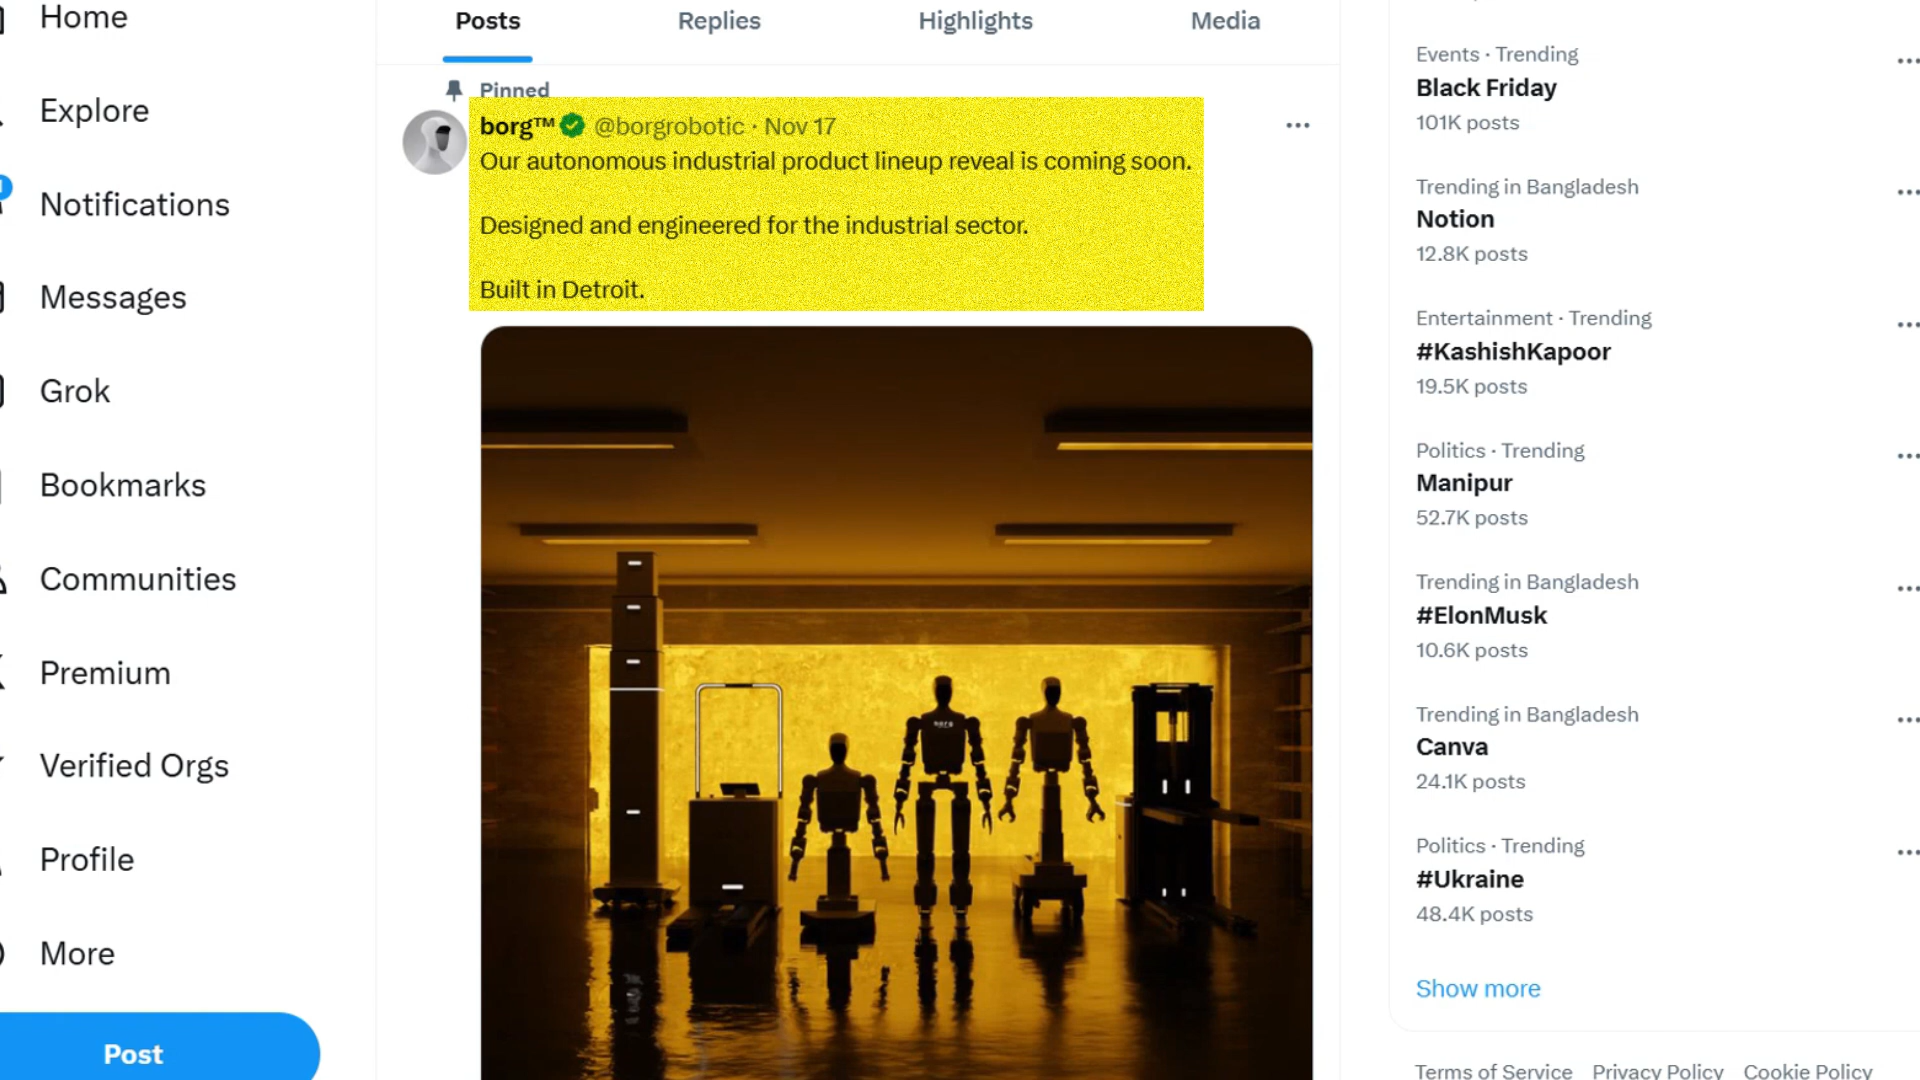 Home
Explore
Notifications
Messages
Grok
Bookmarks
Communities
Premium
Verified Orgs
Profile
More
Post
Posts Replies Highlights Media
Pinned
borg™ @borgrobotic · Nov 17
Our autonomous industrial product lineup reveal is coming soon.
Designed and engineered for the industrial sector.
Built in Detroit.
borg
Events · Trending
Black Friday
101K posts
Trending in Bangladesh
Notion
12.8K posts
Entertainment · Trending
#KashishKapoor
19.5K posts
Politics · Trending
Manipur
52.7K posts
Trending in Bangladesh
#ElonMusk
10.6K posts
Trending in Bangladesh
Canva
24.1K posts
Politics · Trending
#Ukraine
48.4K posts
Show more
Terms of Service Privacy Policy Cookie Policy